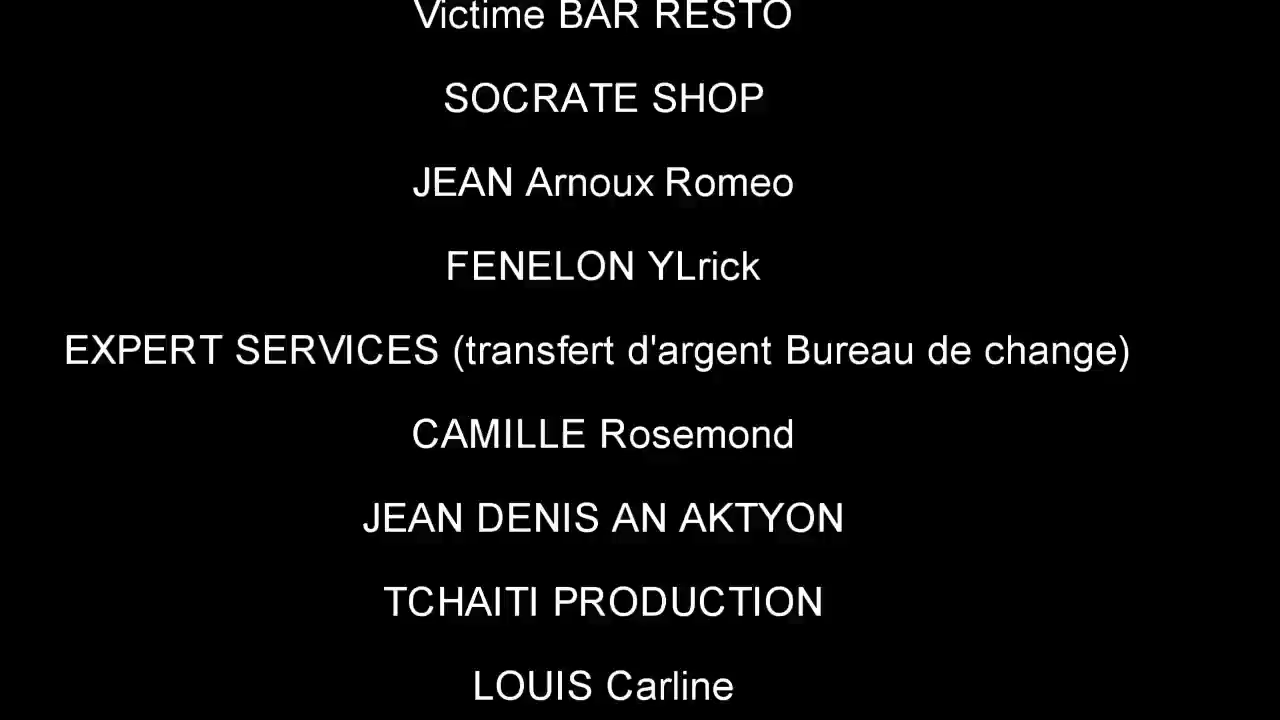 Victime BAR RESTO
SOCRATE SHOP
JEAN Arnoux Romeo
FENELON YLrick
EXPERT SERVICES (transfert d'argent Bureau de change)
CAMILLE Rosemond
JEAN DENIS AN AKTYON
TCHAITI PRODUCTION
LOUIS Carline